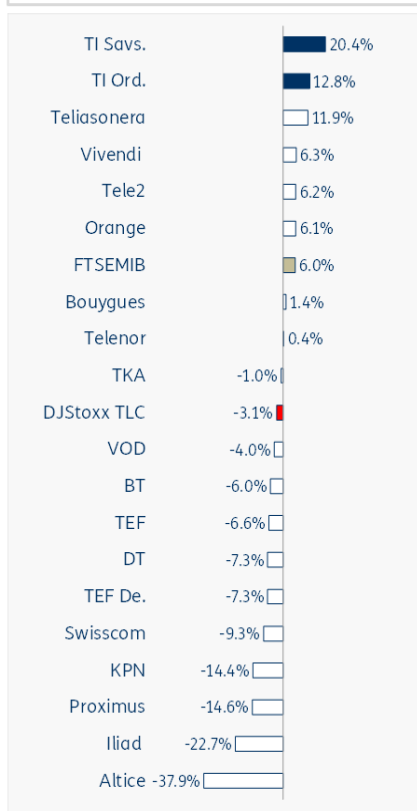 TI Savs. 20.4%
TI Ord. 12.8%
Teliasonera 11.9%
Vivendi 6.3%
Tele2 6.2%
Orange 6.1%
FTSEMIB 6.0%
Bouygues 1.4%
Telenor 0.4%
TKA -1.0%
DJStoxx TLC -3.1%
VOD -4.0%
BT -6.0%
TEF -6.6%
DT -7.3%
TEF De. -7.3%
Swisscom -9.3%
KPN -14.4%
Proximus -14.6%
Iliad -22.7%
Altice -37.9%